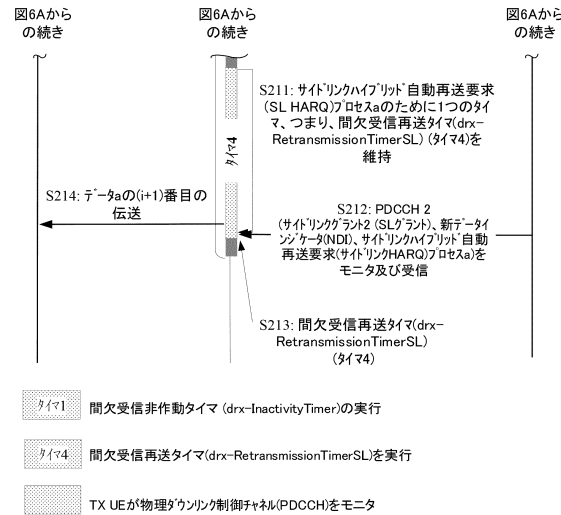 図6Aから
の続き
図6Aから
の続き
図6Aから
の続き
S211: サイドリンクハイブリッド自動再送要求
(SL HARQ)プロセスaのために1つのタイ
マ、つまり、間欠受信再送タイマ(drx-
RetransmissionTimerSL) (タイマ4)を
維持
タイマ4
S214: データaの(i+1)番目の
伝送
S212: PDCCH 2
(サイドリンクグラント2 (SLグラント)、新データイ
ンジケータ(NDI)、サイドリンクハイブリッド自動
再送要求(サイドリンクHARQ)プロセスa)を
モニタ及び受信
S213: 間欠受信再送タイマ(drx-
RetransmissionTimerSL)
(タイマ4)
タイマ1 間欠受信非作動タイマ (drx-InactivityTimer)の実行
タイマ4 間欠受信再送タイマ(drx-RetransmissionTimerSL)を実行
TX UEが物理ダウンリンク制御チャネル(PDCCH)をモニタ